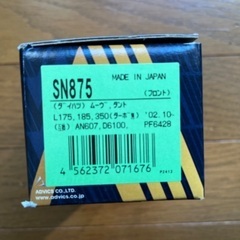 SN875
MADE IN JAPAN
(フロント)
(ダイハツ) ムーヴ, タント
L175, 185, 350(ターボ有) '02.10-
AN607, D6100, PF6428
4 562372 071676
ADVICS CO.,LTD.
www.advics.co.jp